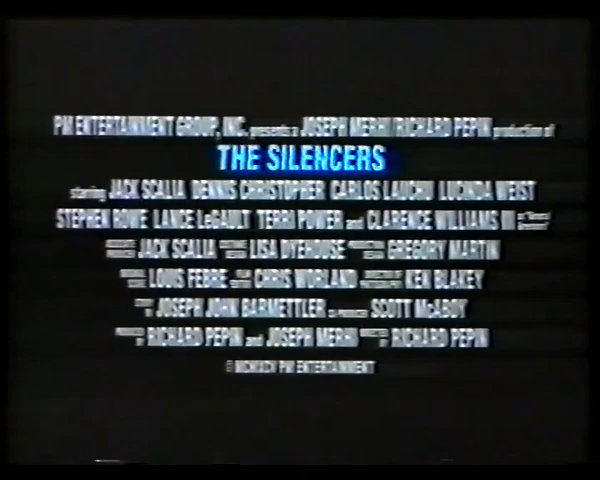 PM ENTERTAINMENT GROUP, INC. presents a JOSEPH MERHI/RICHARD PEPIN production of
THE SILENCERS
starring JACK SCALIA DENNIS CHRISTOPHER CARLOS LAUCHU LUCINDA WEIST
STEPHEN ROWE LANCE LeGAULT TERRI POWER and CLARENCE WILLIAMS III
JACK SCALIA LISA DYEHOUSE GREGORY MARTIN
LOUIS FEBRE CHRIS WORLAND KEN BLAKEY
JOSEPH JOHN BARMETTLER SCOTT McABOY
RICHARD PEPIN and JOSEPH MERHI RICHARD PEPIN
PM ENTERTAINMENT